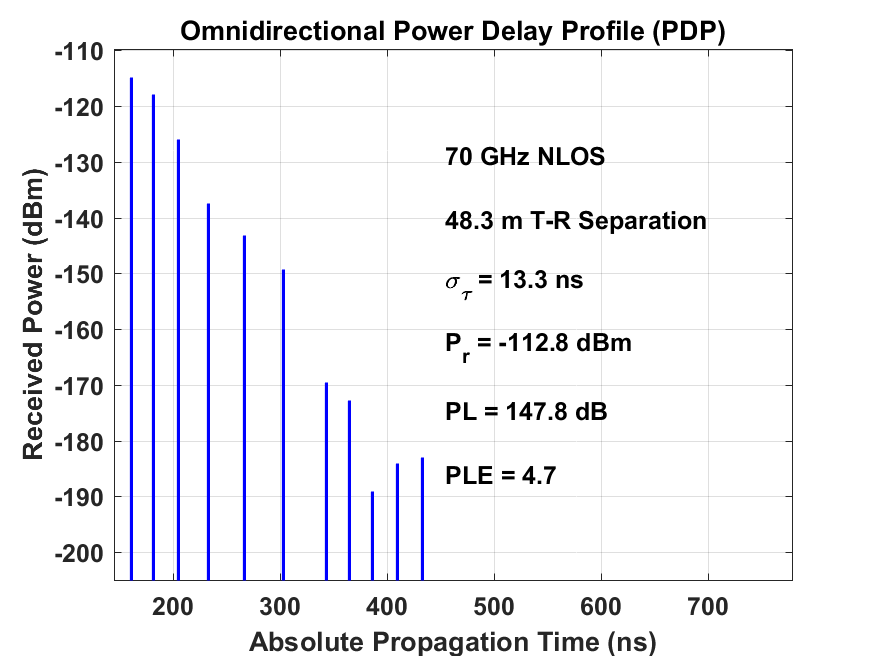 Omnidirectional Power Delay Profile (PDP)
-110
-120
-130
-140
-150
-160
-170
-180
-190
-200
Received Power (dBm)
70 GHz NLOS
48.3 m T-R Separation
σ_τ = 13.3 ns
P_r = -112.8 dBm
PL = 147.8 dB
PLE = 4.7
200 300 400 500 600 700
Absolute Propagation Time (ns)